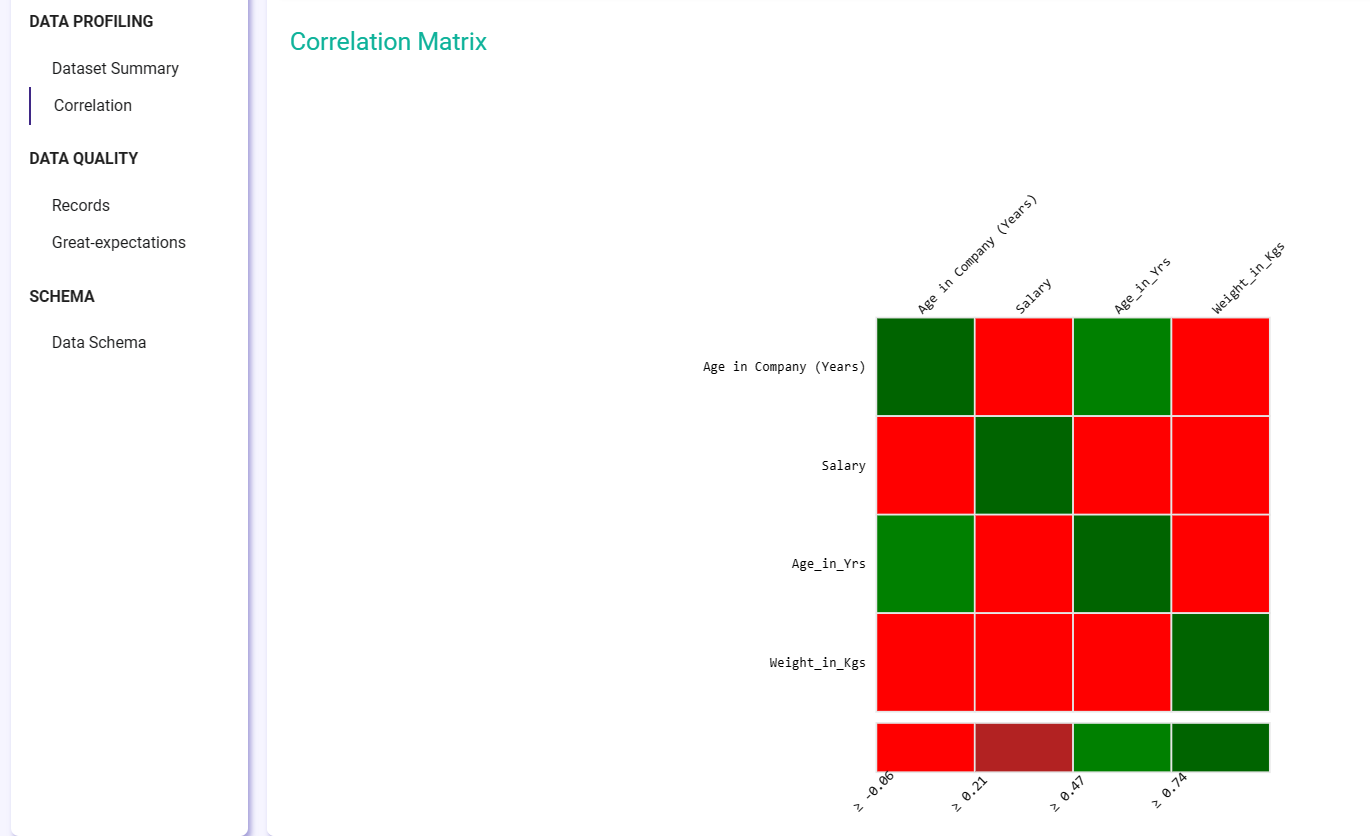 DATA PROFILING
Dataset Summary
Correlation
DATA QUALITY
Records
Great-expectations
SCHEMA
Data Schema
Correlation Matrix
Age in Company (Years)
Salary
Age_in_Yrs
Weight_in_Kgs
Age in Company (Years)
Salary
Age_in_Yrs
Weight_in_Kgs
≥ -0.06
≥ 0.21
≥ 0.47
≥ 0.74